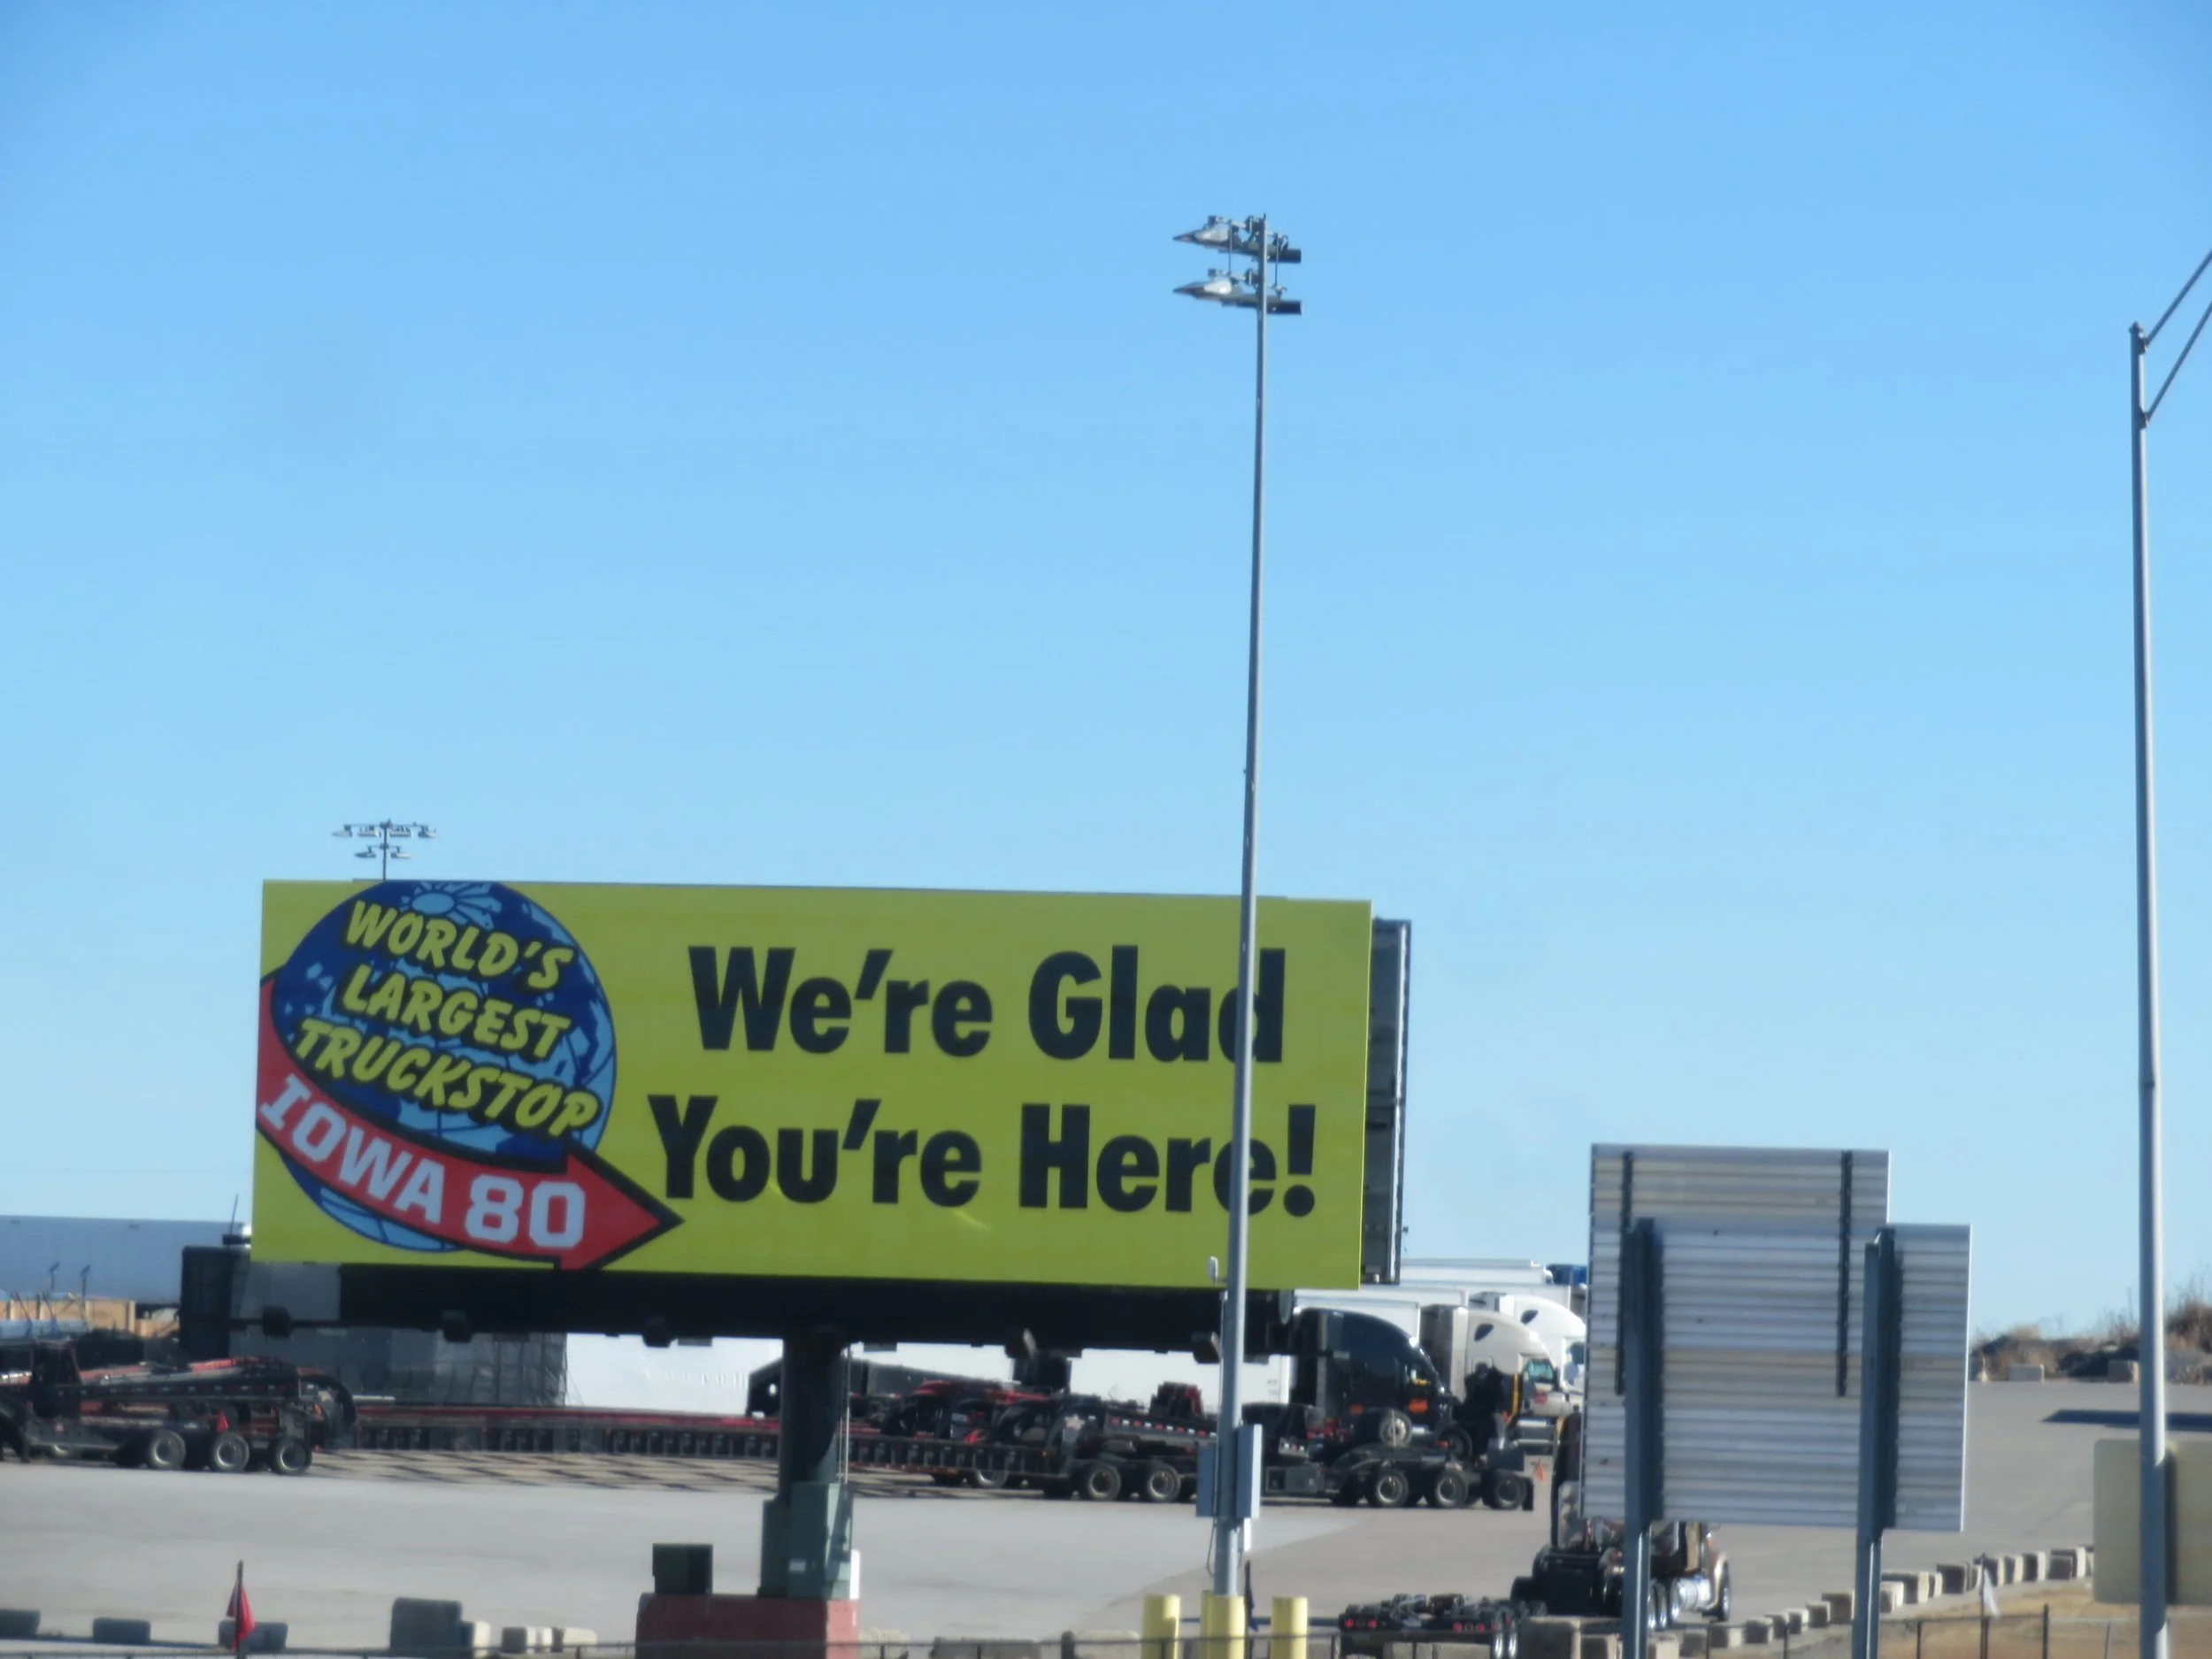 WORLD'S
LARGEST
TRUCKSTOP
IOWA 80
We're Glad
You're Here!